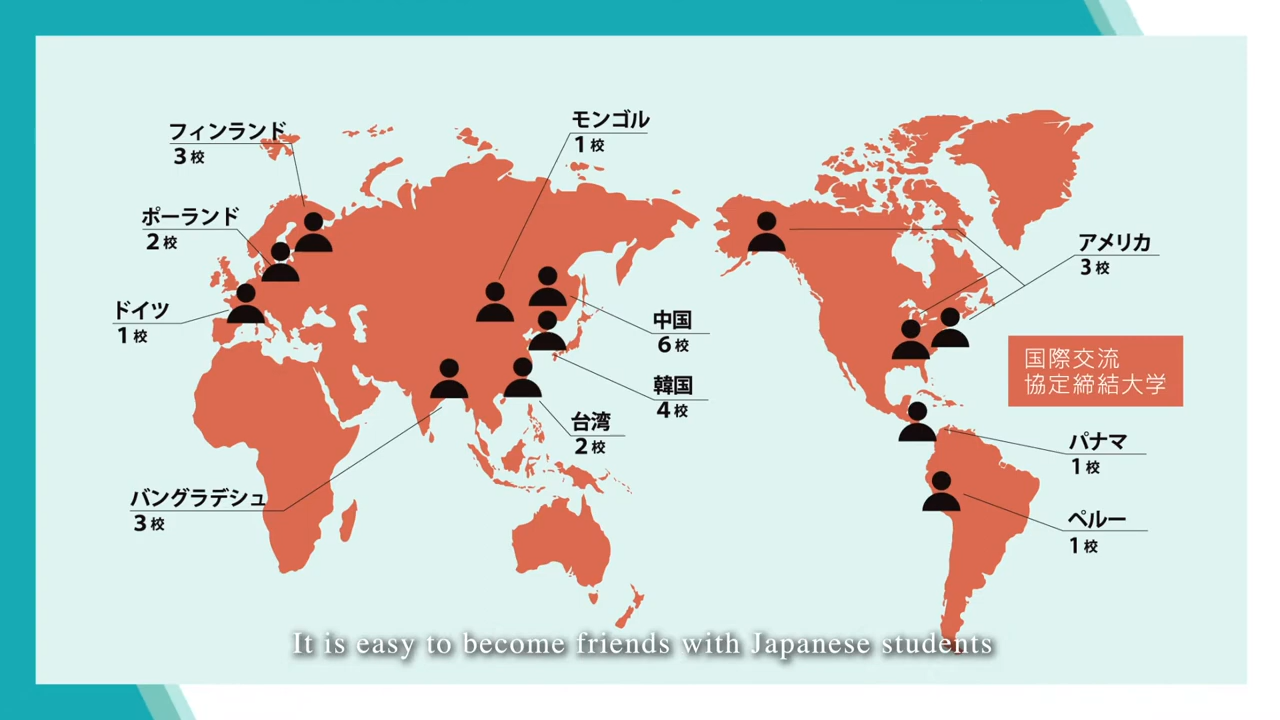 フィンランド
3校
モンゴル
1校
ポーランド
2校
アメリカ
3校
ドイツ
1校
中国
6校
国際交流
協定締結大学
韓国
4校
台湾
2校
パナマ
1校
バングラデシュ
3校
ペルー
1校
It is easy to become friends with Japanese students